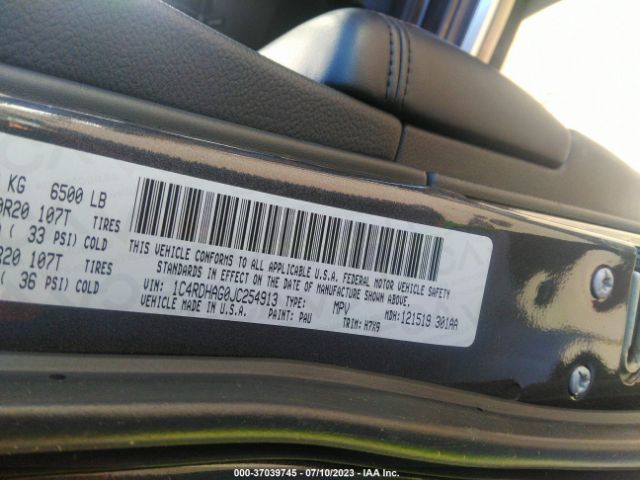 KG 6500 LB
0R20 107T TIRES
33 PSI) COLD
R20 107T TIRES
( 36 PSI) COLD
THIS VEHICLE CONFORMS TO ALL APPLICABLE U.S.A. FEDERAL MOTOR VEHICLE SAFETY
STANDARDS IN EFFECT ON THE DATE OF MANUFACTURE SHOWN ABOVE.
VIN: 1C4RDHAG0JC254913 TYPE: MPV MDH: 121519 301AA
VEHICLE MADE IN U.S.A. PAINT: PAU TRIM: H7X9
000-37039745 - 07/10/2023 - IAA Inc.